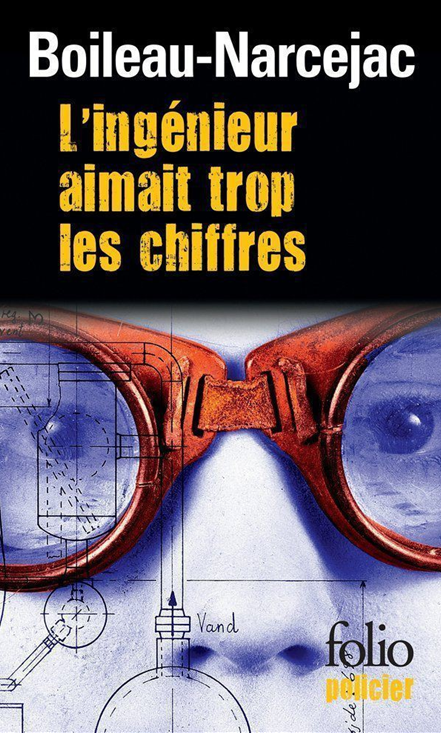 Boileau-Narcejac
L'ingénieur
aimait trop
les chiffres
Vand
folio
policier